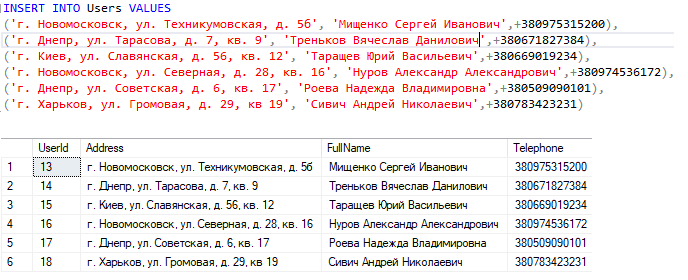 INSERT INTO Users VALUES
('г. Новомосковск, ул. Техникумовская, д. 5б', 'Мищенко Сергей Иванович',+380975315200),
('г. Днепр, ул. Тарасова, д. 7, кв. 9', 'Треньков Вячеслав Данилович',+380671827384),
('г. Киев, ул. Славянская, д. 56, кв. 12', 'Таращев Юрий Васильевич',+380669019234),
('г. Новомосковск, ул. Северная, д. 28, кв. 16', 'Нуров Александр Александрович',+380974536172),
('г. Днепр, ул. Советская, д. 6, кв. 17', 'Роева Надежда Владимировна',+380509090101),
('г. Харьков, ул. Громовая, д. 29, кв 19', 'Сивич Андрей Николаевич',+380783423231)
UserId Address FullName Telephone
1 13 г. Новомосковск, ул. Техникумовская, д. 5б Мищенко Сергей Иванович 380975315200
2 14 г. Днепр, ул. Тарасова, д. 7, кв. 9 Треньков Вячеслав Данилович 380671827384
3 15 г. Киев, ул. Славянская, д. 56, кв. 12 Таращев Юрий Васильевич 380669019234
4 16 г. Новомосковск, ул. Северная, д. 28, кв. 16 Нуров Александр Александрович 380974536172
5 17 г. Днепр, ул. Советская, д. 6, кв. 17 Роева Надежда Владимировна 380509090101
6 18 г. Харьков, ул. Громовая, д. 29, кв 19 Сивич Андрей Николаевич 380783423231